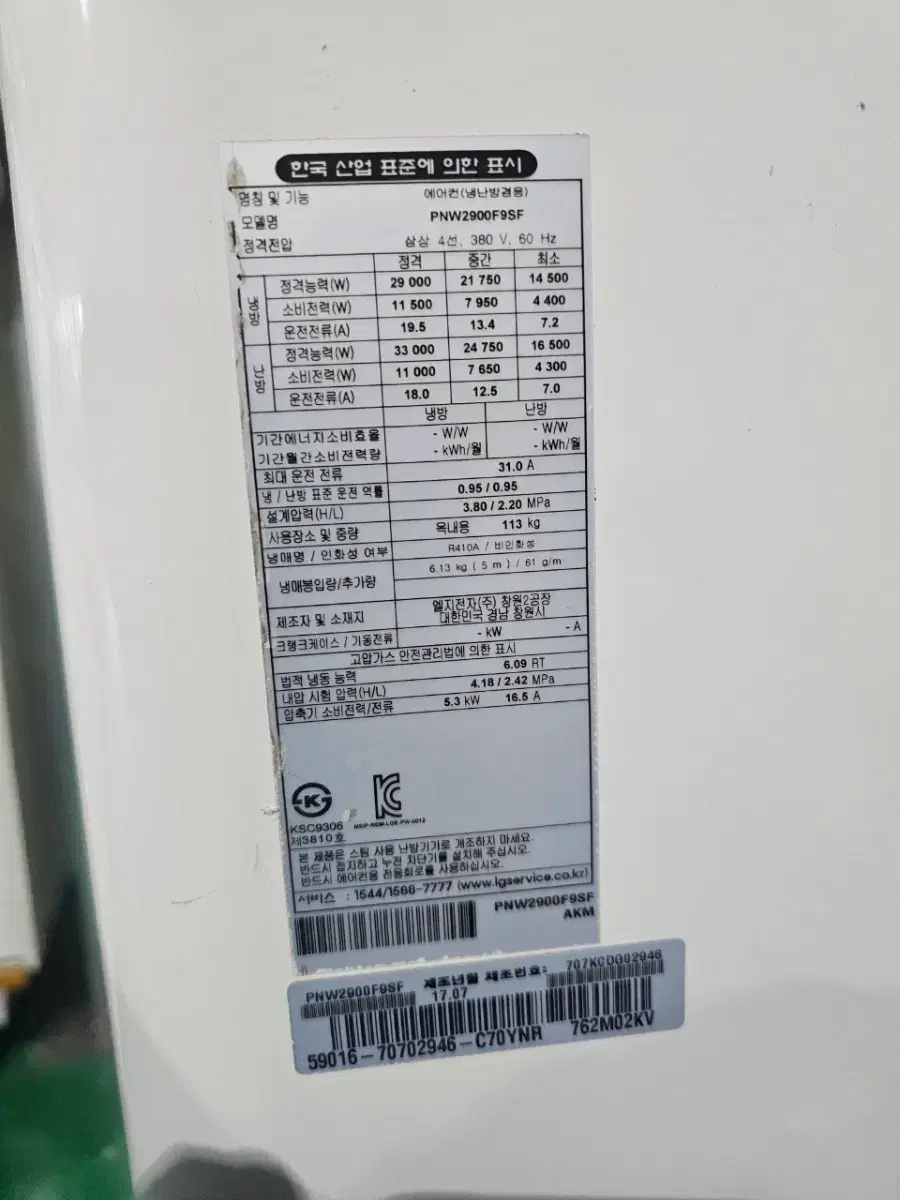 한국 산업 표준에 의한 표시
명칭 및 기능 에어컨(냉난방겸용)
모델명 PNW2900F9SF
정격전압 삼상 4선, 380 V, 60 Hz
정격 중간 최소
냉방 정격능력(W) 29 000 21 750 14 500
소비전력(W) 11 500 7 950 4 400
운전전류(A) 19.5 13.4 7.2
난방 정격능력(W) 33 000 24 750 16 500
소비전력(W) 11 000 7 650 4 300
운전전류(A) 18.0 12.5 7.0
냉방 난방
기간에너지소비효율 - W/W - W/W
기간월간소비전력량 - kWh/월 - kWh/월
최대 운전 전류 31.0 A
냉 / 난방 표준 운전 역률 0.95 / 0.95
설계압력(H/L) 3.80 / 2.20 MPa
사용장소 및 중량 옥내용 113 kg
냉매명 / 인화성 여부 R410A / 비인화성
냉매봉입량/추가량 6.13 kg ( 5 m ) / 61 g/m
제조자 및 소재지 엘지전자(주) 창원2공장
대한민국 경남 창원시
크랭크케이스 / 기동전류 - kW - A
고압가스 안전관리법에 의한 표시
법적 냉동 능력 6.09 RT
내압 시험 압력(H/L) 4.18 / 2.42 MPa
압축기 소비전력/전류 5.3 kW 16.5 A
KSC9306
제3810호
MSIP-REM-LGE-PW-0012
본 제품은 스팀 사용 난방기기로 개조하지 마세요.
반드시 접지하고 누전 차단기를 설치해 주십시오.
반드시 에어컨용 전용회로를 사용하십시오.
서비스 : 1544/1588-7777 (www.lgservice.co.kr)
PNW2900F9SF
AKM
PNW2900F9SF 제조년월 제조번호: 707KCDG02946
17.07
59016-70702946-C70YNR 762M02KV